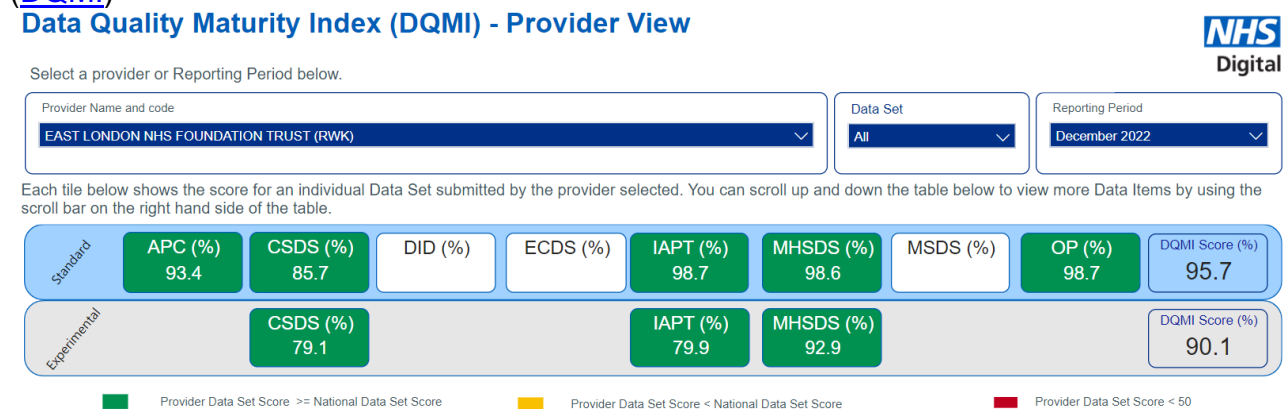 (DQMI)
Data Quality Maturity Index (DQMI) - Provider View
NHS
Digital
Select a provider or Reporting Period below.
Provider Name and code
EAST LONDON NHS FOUNDATION TRUST (RWK)
Data Set
All
Reporting Period
December 2022
Each tile below shows the score for an individual Data Set submitted by the provider selected. You can scroll up and down the table below to view more Data Items by using the
scroll bar on the right hand side of the table.
Standard
APC (%)
93.4
CSDS (%)
85.7
DID (%)
ECDS (%)
IAPT (%)
98.7
MHSDS (%)
98.6
MSDS (%)
OP (%)
98.7
DQMI Score (%)
95.7
Experimental
CSDS (%)
79.1
IAPT (%)
79.9
MHSDS (%)
92.9
DQMI Score (%)
90.1
Provider Data Set Score >= National Data Set Score
Provider Data Set Score < National Data Set Score
Provider Data Set Score < 50